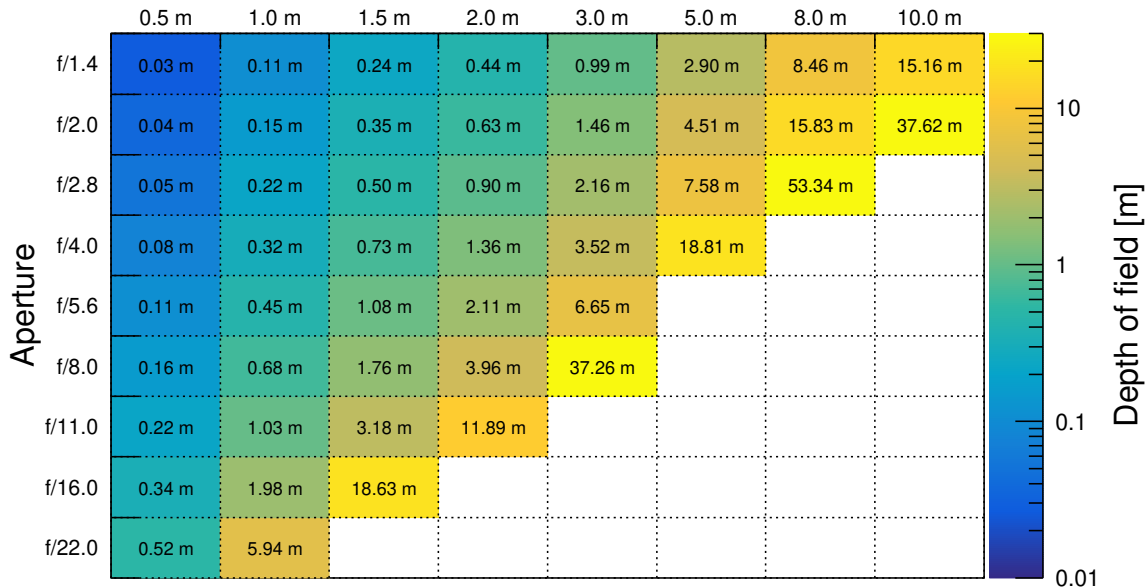 0.5 m 1.0 m 1.5 m 2.0 m 3.0 m 5.0 m 8.0 m 10.0 m
f/1.4 0.03 m 0.11 m 0.24 m 0.44 m 0.99 m 2.90 m 8.46 m 15.16 m
f/2.0 0.04 m 0.15 m 0.35 m 0.63 m 1.46 m 4.51 m 15.83 m 37.62 m
f/2.8 0.05 m 0.22 m 0.50 m 0.90 m 2.16 m 7.58 m 53.34 m
f/4.0 0.08 m 0.32 m 0.73 m 1.36 m 3.52 m 18.81 m
f/5.6 0.11 m 0.45 m 1.08 m 2.11 m 6.65 m
f/8.0 0.16 m 0.68 m 1.76 m 3.96 m 37.26 m
f/11.0 0.22 m 1.03 m 3.18 m 11.89 m
f/16.0 0.34 m 1.98 m 18.63 m
f/22.0 0.52 m 5.94 m
Aperture
10
1
0.1
0.01
Depth of field [m]